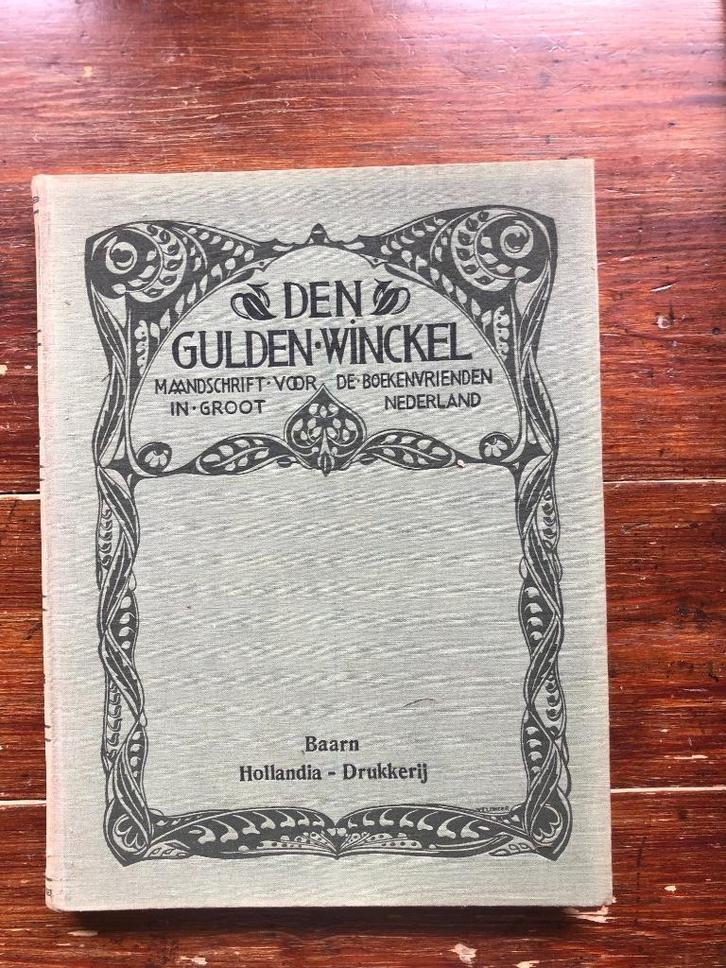 DEN
GULDEN·WINCKEL
MAANDSCHRIFT·VOOR DE·BOEKENVRIENDEN
IN·GROOT NEDERLAND
Baarn
Hollandia - Drukkerij